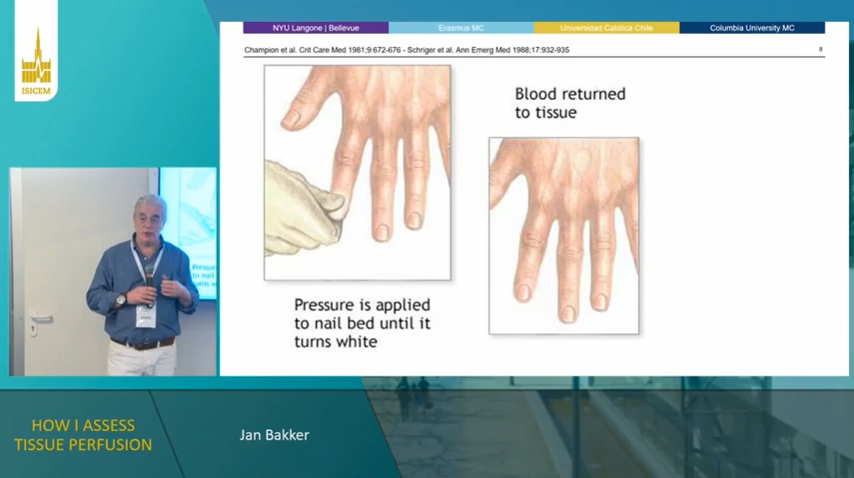 ISICEM
NYU Langone | Bellevue
Erasmus MC
Universidad Católica Chile
Columbia University MC
Champion et al. Crit Care Med 1981;9:672-676 - Schriger et al. Ann Emerg Med 1988;17:932-935
8
Blood returned
to tissue
Pressure is applied
to nail bed until it
turns white
HOW I ASSESS
TISSUE PERFUSION
Jan Bakker